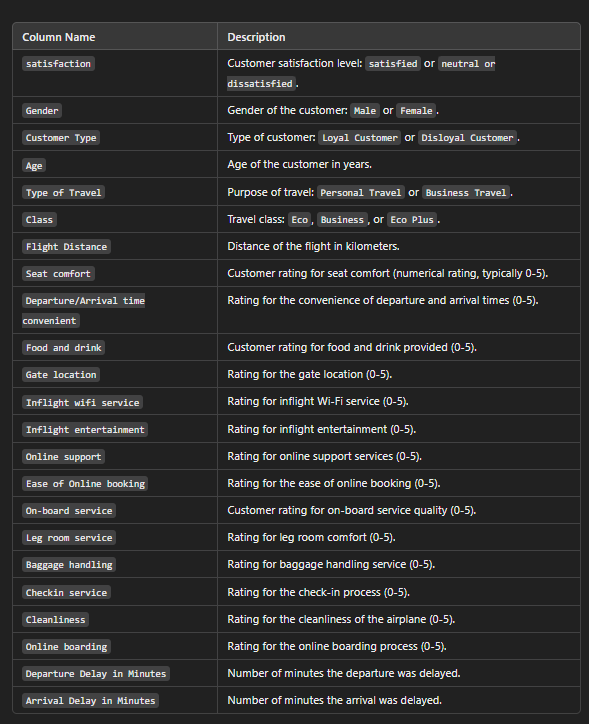 Column Name Description
satisfaction Customer satisfaction level: satisfied or neutral or
dissatisfied.
Gender Gender of the customer: Male or Female.
Customer Type Type of customer: Loyal Customer or Disloyal Customer.
Age Age of the customer in years.
Type of Travel Purpose of travel: Personal Travel or Business Travel.
Class Travel class: Eco, Business, or Eco Plus.
Flight Distance Distance of the flight in kilometers.
Seat comfort Customer rating for seat comfort (numerical rating, typically 0-5).
Departure/Arrival time Rating for the convenience of departure and arrival times (0-5).
convenient
Food and drink Customer rating for food and drink provided (0-5).
Gate location Rating for the gate location (0-5).
Inflight wifi service Rating for inflight Wi-Fi service (0-5).
Inflight entertainment Rating for inflight entertainment (0-5).
Online support Rating for online support services (0-5).
Ease of Online booking Rating for the ease of online booking (0-5).
On-board service Customer rating for on-board service quality (0-5).
Leg room service Rating for leg room comfort (0-5).
Baggage handling Rating for baggage handling service (0-5).
Checkin service Rating for the check-in process (0-5).
Cleanliness Rating for the cleanliness of the airplane (0-5).
Online boarding Rating for the online boarding process (0-5).
Departure Delay in Minutes Number of minutes the departure was delayed.
Arrival Delay in Minutes Number of minutes the arrival was delayed.